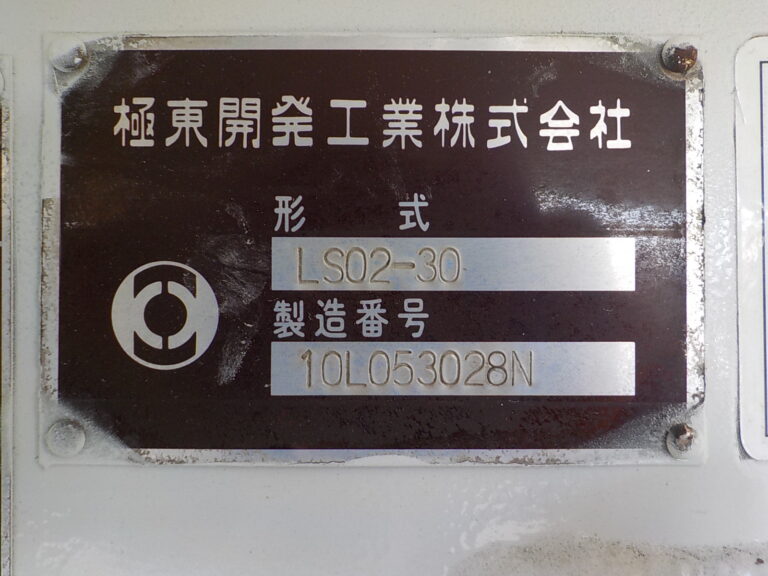 極東開発工業株式会社
形式
LS02-30
製造番号
10L053028N